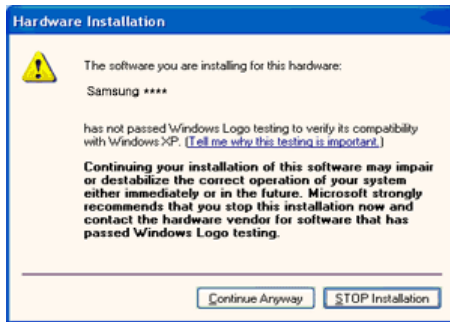 Hardware Installation
The software you are installing for this hardware:
Samsung ****
has not passed Windows Logo testing to verify its compatibility
with Windows XP. (Tell me why this testing is important.)
Continuing your installation of this software may impair
or destabilize the correct operation of your system
either immediately or in the future. Microsoft strongly
recommends that you stop this installation now and
contact the hardware vendor for software that has
passed Windows Logo testing.
Continue Anyway STOP Installation